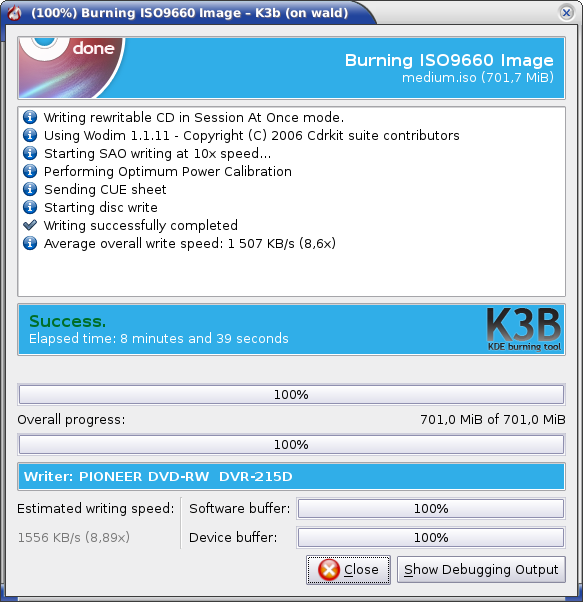 (100%) Burning ISO9660 Image – K3b (on wald)
done
Burning ISO9660 Image
medium.iso (701,7 MiB)
Writing rewritable CD in Session At Once mode.
Using Wodim 1.1.11 - Copyright (C) 2006 Cdrkit suite contributors
Starting SAO writing at 10x speed...
Performing Optimum Power Calibration
Sending CUE sheet
Starting disc write
Writing successfully completed
Average overall write speed: 1 507 KB/s (8,6x)
Success.
Elapsed time: 8 minutes and 39 seconds
K3B
KDE burning tool
100%
Overall progress: 701,0 MiB of 701,0 MiB
100%
Writer: PIONEER DVD-RW  DVR-215D
Estimated writing speed:
1556 KB/s (8,89x)
Software buffer: 100%
Device buffer: 100%
Close
Show Debugging Output